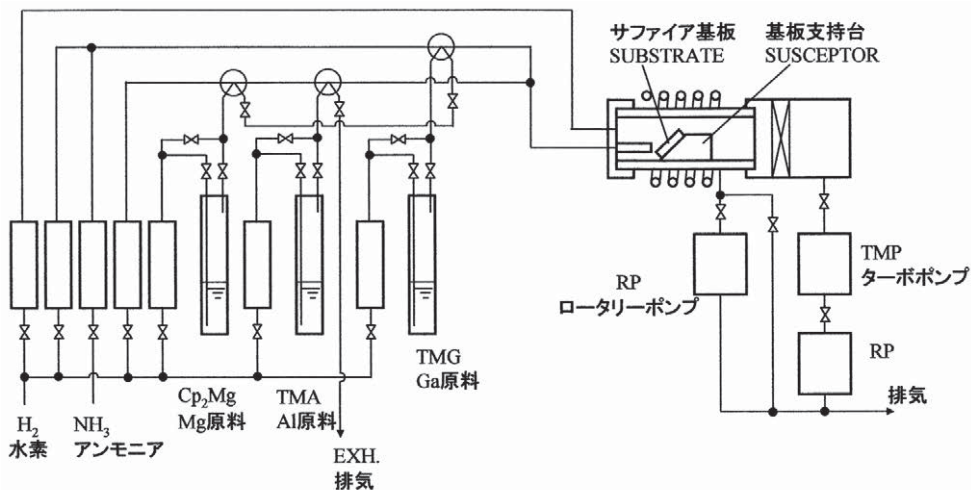 サファイア基板
SUBSTRATE
基板支持台
SUSCEPTOR
RP
ロータリーポンプ
TMP
ターボポンプ
RP
排気
H₂
水素
NH₃
アンモニア
Cp₂Mg
Mg原料
TMA
Al原料
TMG
Ga原料
EXH.
排気